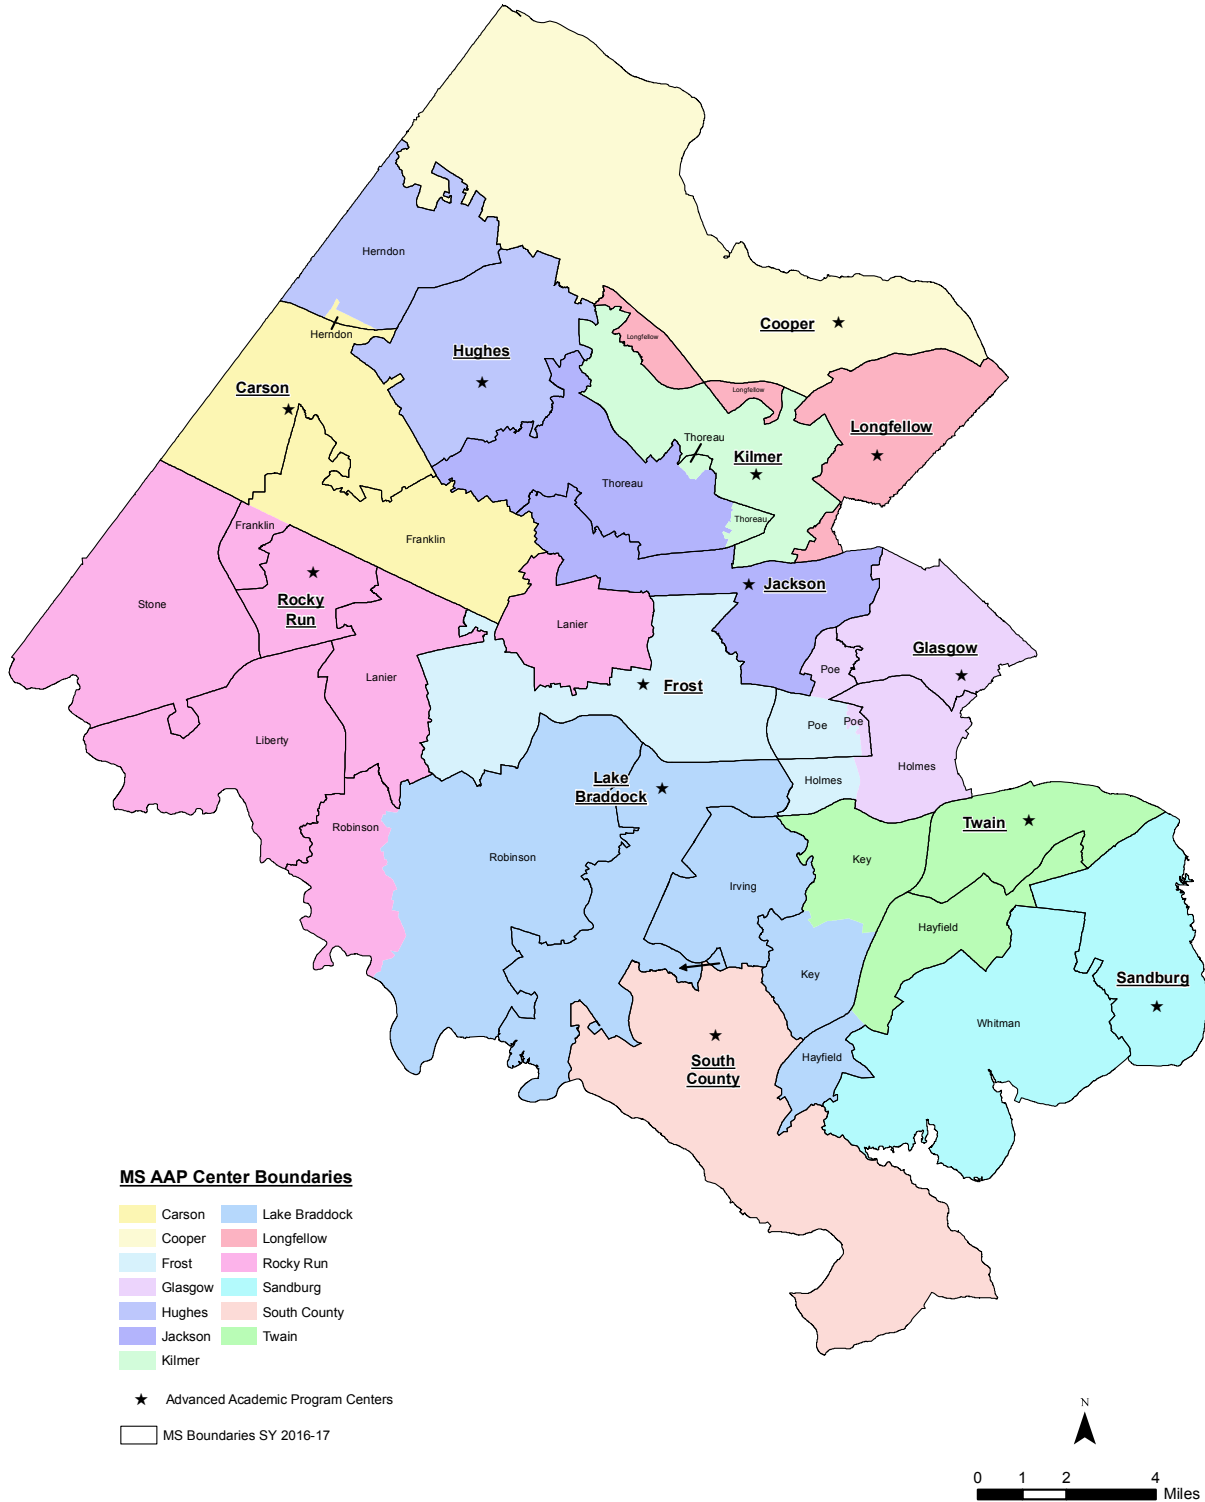 Herndon
Herndon
Cooper
Longfellow
Hughes
Carson
Longfellow
Longfellow
Thoreau
Kilmer
Thoreau
Thoreau
Franklin
Franklin
Jackson
Stone
Rocky
Run
Lanier
Glasgow
Poe
Lanier
Frost
Poe
Poe
Liberty
Holmes
Holmes
Lake
Braddock
Twain
Robinson
Robinson
Key
Irving
Hayfield
Key
Sandburg
Whitman
Hayfield
South
County
MS AAP Center Boundaries
Carson
Cooper
Frost
Glasgow
Hughes
Jackson
Kilmer
Lake Braddock
Longfellow
Rocky Run
Sandburg
South County
Twain
Advanced Academic Program Centers
MS Boundaries SY 2016-17
N
0 1 2 4
Miles